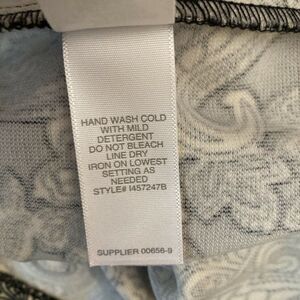 HAND WASH COLD
WITH MILD
DETERGENT
DO NOT BLEACH
LINE DRY
IRON ON LOWEST
SETTING AS
NEEDED
STYLE# I457247B
SUPPLIER 00656-9